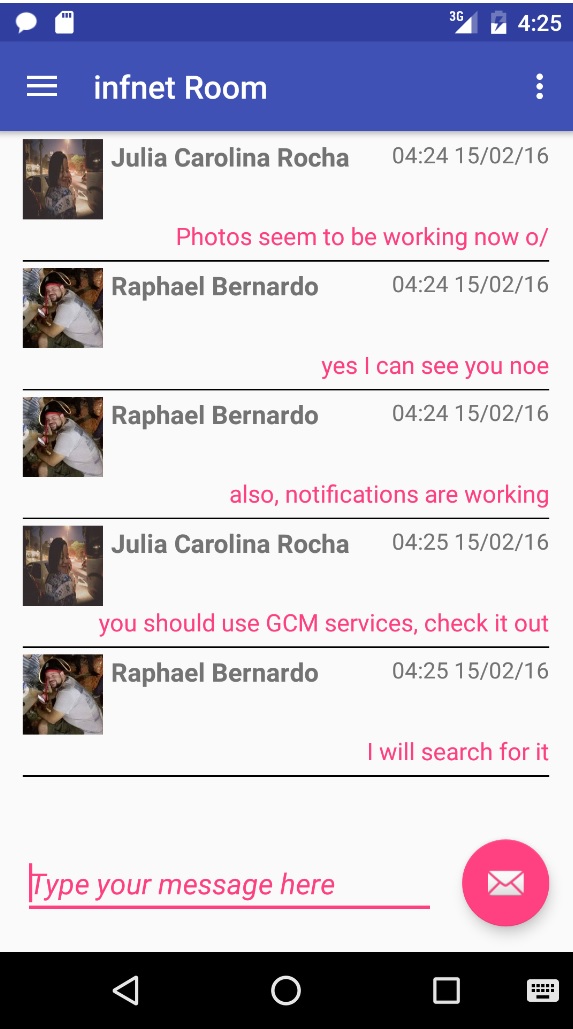 3G 4:25
infnet Room
Julia Carolina Rocha 04:24 15/02/16
Photos seem to be working now o/
Raphael Bernardo 04:24 15/02/16
yes I can see you noe
Raphael Bernardo 04:24 15/02/16
also, notifications are working
Julia Carolina Rocha 04:25 15/02/16
you should use GCM services, check it out
Raphael Bernardo 04:25 15/02/16
I will search for it
Type your message here